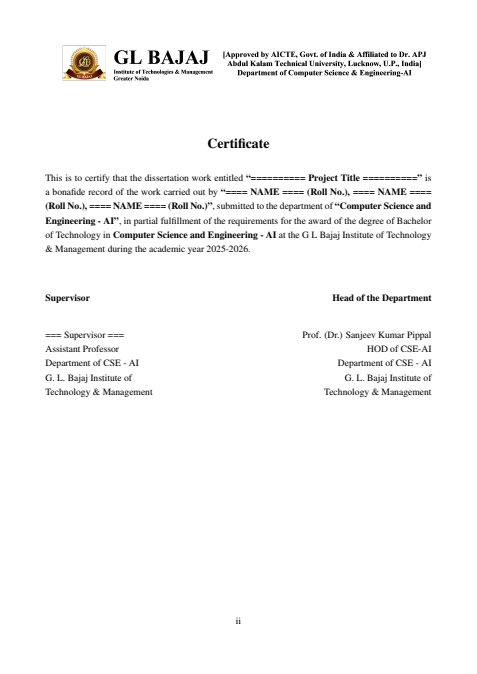 GL BAJAJ
Institute of Technologies & Management
Greater Noida
[Approved by AICTE, Govt. of India & Affiliated to Dr. APJ
Abdul Kalam Technical University, Lucknow, U.P., India]
Department of Computer Science & Engineering-AI
Certificate
This is to certify that the dissertation work entitled “========== Project Title ==========” is
a bonafide record of the work carried out by “==== NAME ==== (Roll No.), ==== NAME ====
(Roll No.), ==== NAME ==== (Roll No.)”, submitted to the department of “Computer Science and
Engineering - AI”, in partial fulfillment of the requirements for the award of the degree of Bachelor
of Technology in Computer Science and Engineering - AI at the G L Bajaj Institute of Technology
& Management during the academic year 2025-2026.
Supervisor
Head of the Department
=== Supervisor ===
Assistant Professor
Department of CSE - AI
G. L. Bajaj Institute of
Technology & Management
Prof. (Dr.) Sanjeev Kumar Pippal
HOD of CSE-AI
Department of CSE - AI
G. L. Bajaj Institute of
Technology & Management
ii